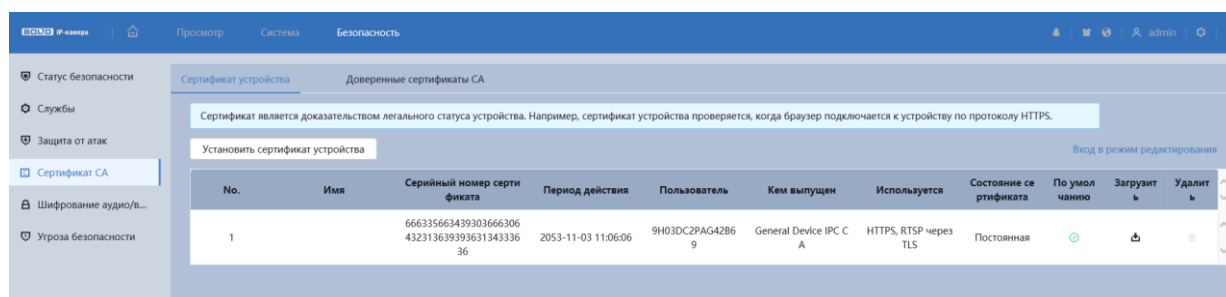 BOLID IP-камера Просмотр Система Безопасность admin
Статус безопасности
Службы
Защита от атак
Сертификат CA
Шифрование аудио/в...
Угроза безопасности
Сертификат устройства Доверенные сертификаты CA
Сертификат является доказательством легального статуса устройства. Например, сертификат устройства проверяется, когда браузер подключается к устройству по протоколу HTTPS.
Установить сертификат устройства Вход в режим редактирования
No. Имя Серийный номер серти Период действия Пользователь Кем выпущен Используется Состояние се По умол Загрузит Удалит
фиката ртификата чанию ь ь
666335663439303666306 9H03DC2PAG42B6 General Device IPC C HTTPS, RTSP через
1 432313639393631343336 2053-11-03 11:06:06 Постоянная
36 9 A TLS